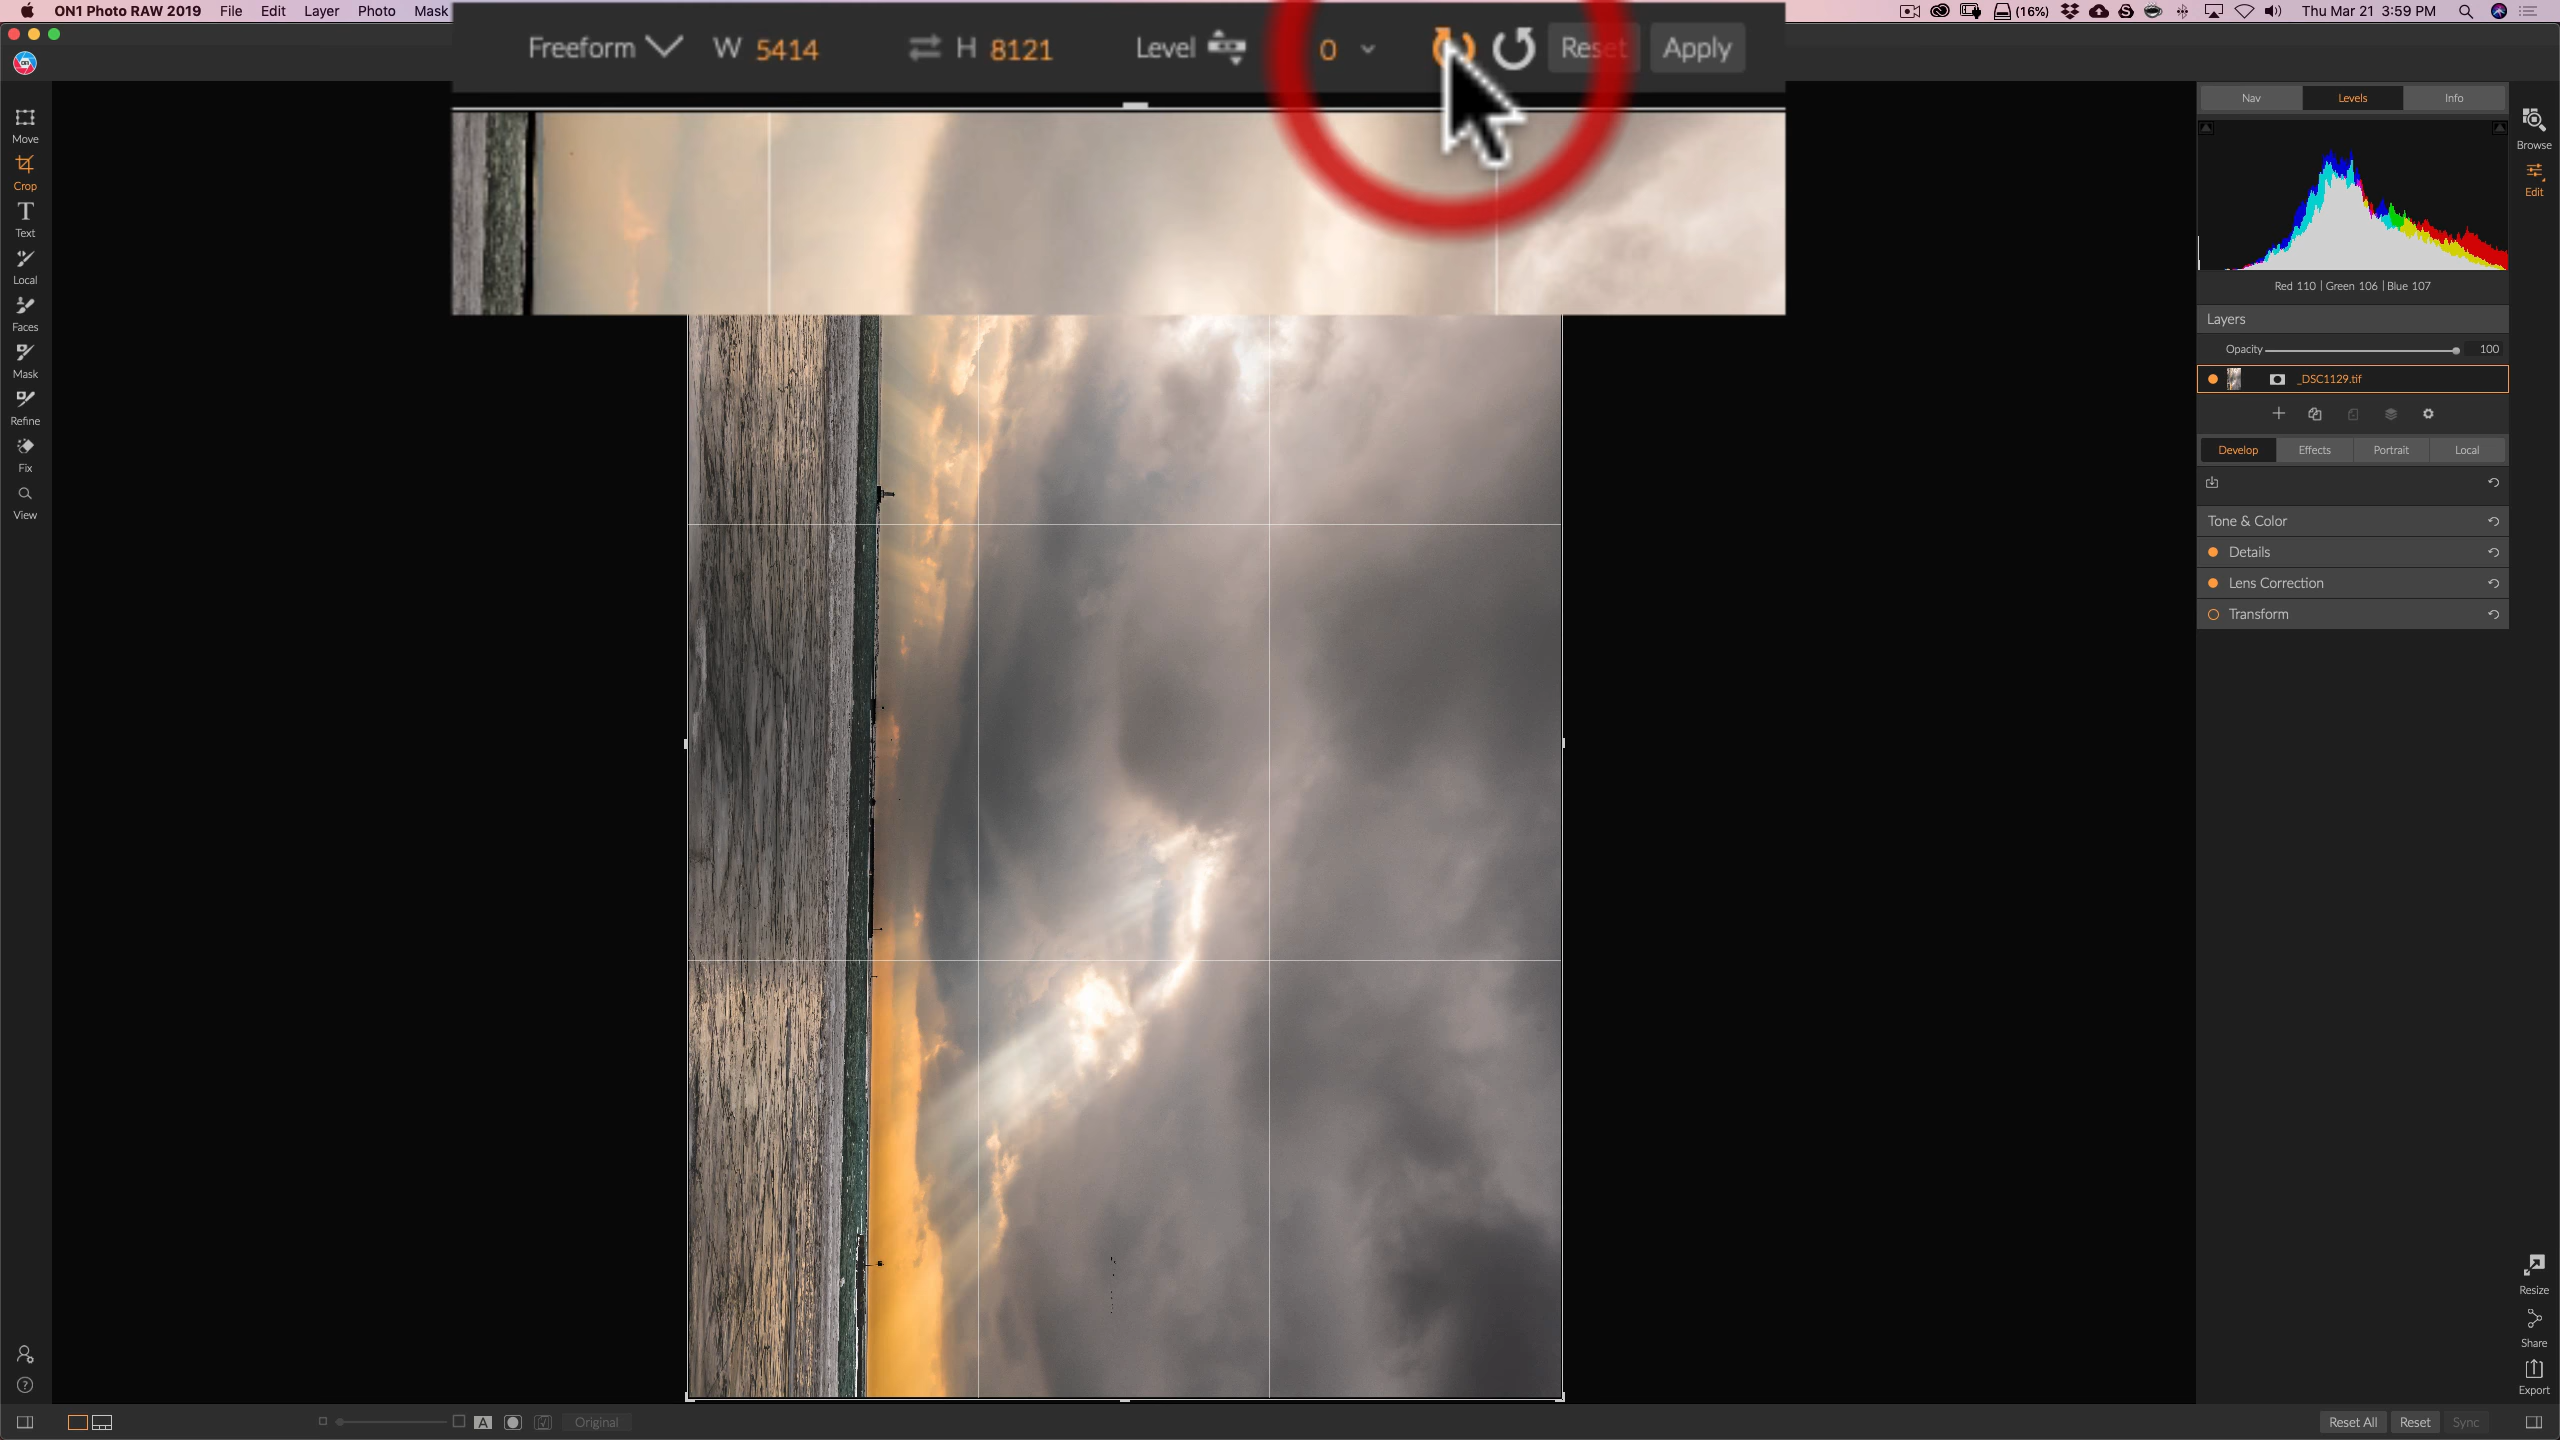 ON1 Photo RAW 2019 File Edit Layer Photo Mask
(16%) Thu Mar 21 3:59 PM
Freeform W 5414 H 8121 Level 0 Reset Apply
Move
Crop
T
Text
Local
Faces
Mask
Refine
Fix
View
Nav Levels Info
Red 110 | Green 106 | Blue 107
Layers
Opacity 100
_DSC1129.tif
Develop Effects Portrait Local
Tone & Color
Details
Lens Correction
Transform
Browse
Edit
Resize
Share
Export
?
A Original
Reset All Reset Sync